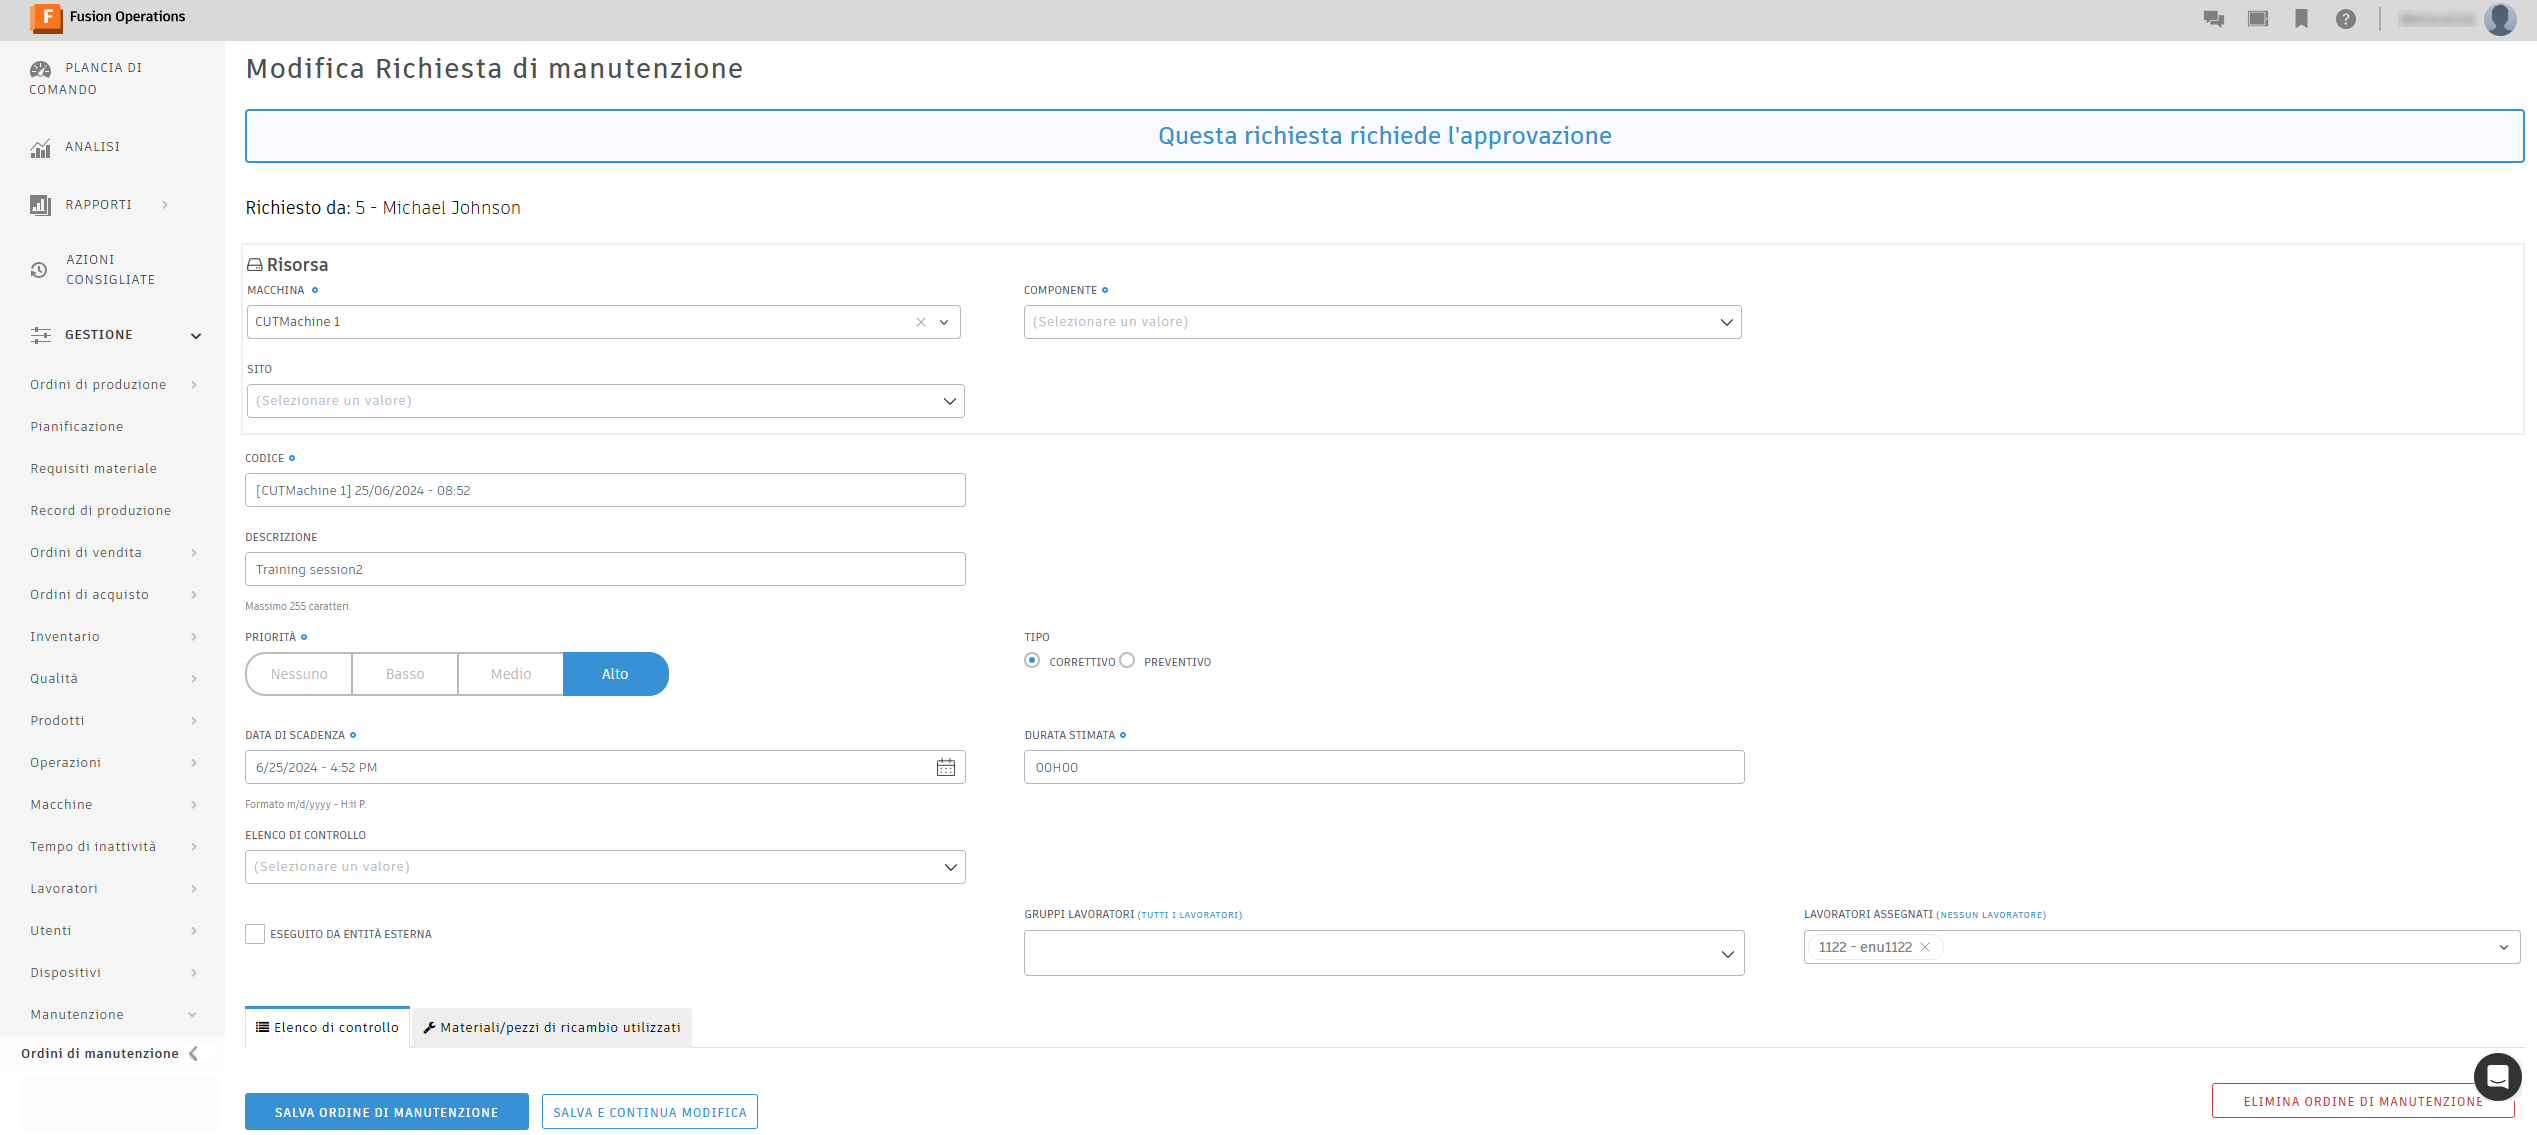 Fusion Operations
PLANCIA DI
COMANDO
ANALISI
RAPPORTI
AZIONI
CONSIGLIATE
GESTIONE
Ordini di produzione
Pianificazione
Requisiti materiale
Record di produzione
Ordini di vendita
Ordini di acquisto
Inventario
Qualità
Prodotti
Operazioni
Macchine
Tempo di inattività
Lavoratori
Utenti
Dispositivi
Manutenzione
Ordini di manutenzione
Modifica Richiesta di manutenzione
Questa richiesta richiede l'approvazione
Richiesto da: 5 - Michael Johnson
Risorsa
MACCHINA
COMPONENTE
CUTMachine 1
(Selezionare un valore)
SITO
(Selezionare un valore)
CODICE
[CUTMachine 1] 25/06/2024 - 08:52
DESCRIZIONE
Training session2
Massimo 255 caratteri.
PRIORITÀ
TIPO
Nessuno Basso Medio Alto
CORRETTIVO PREVENTIVO
DATA DI SCADENZA
DURATA STIMATA
6/25/2024 - 4:52 PM
00H00
Formato m/d/yyyy - H:ii P.
ELENCO DI CONTROLLO
(Selezionare un valore)
ESEGUITO DA ENTITÀ ESTERNA
GRUPPI LAVORATORI (TUTTI I LAVORATORI)
LAVORATORI ASSEGNATI (NESSUN LAVORATORE)
1122 - enu1122
Elenco di controllo
Materiali/pezzi di ricambio utilizzati
SALVA ORDINE DI MANUTENZIONE
SALVA E CONTINUA MODIFICA
ELIMINA ORDINE DI MANUTENZIONE